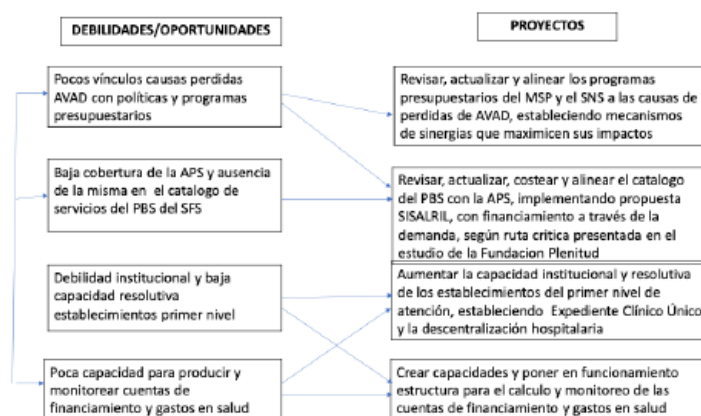 DEBILIDADES/OPORTUNIDADES
PROYECTOS
Pocos vínculos causas perdidas
AVAD con políticas y programas
presupuestarios
Revisar, actualizar y alinear los programas
presupuestarios del MSP y el SNS a las causas de
perdidas de AVAD, estableciendo mecanismos
de sinergias que maximicen sus impactos
Baja cobertura de la APS y ausencia
de la misma en el catalogo de
servicios del PBS del SFS
Revisar, actualizar, costear y alinear el catalogo
del PBS con la APS, implementando propuesta
SISALRIL, con financiamiento a través de la
demanda, según ruta critica presentada en el
estudio de la Fundacion Plenitud
Debilidad institucional y baja
capacidad resolutiva
establecimientos primer nivel
Aumentar la capacidad institucional y resolutiva
de los establecimientos del primer nivel de
atención, estableciendo Expediente Clínico Único
y la descentralización hospitalaria
Poca capacidad para producir y
monitorear cuentas de
financiamiento y gastos en salud
Crear capacidades y poner en funcionamiento
estructura para el calculo y monitoreo de las
cuentas de financiamiento y gastos en salud